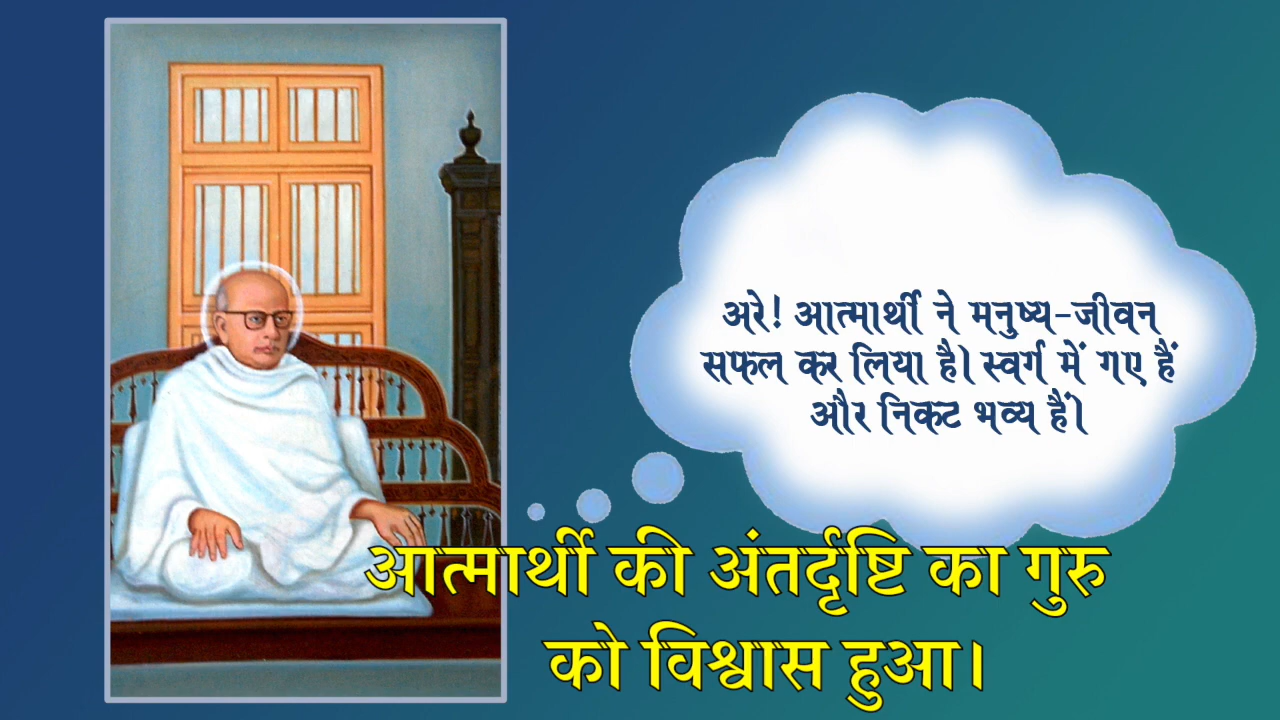 अरे! आत्मार्थी ने मनुष्य-जीवन
सफल कर लिया है। स्वर्ग में गए हैं
और निकट भव्य हैं।
आत्मार्थी की अंतर्दृष्टि का गुरु
को विश्वास हुआ।